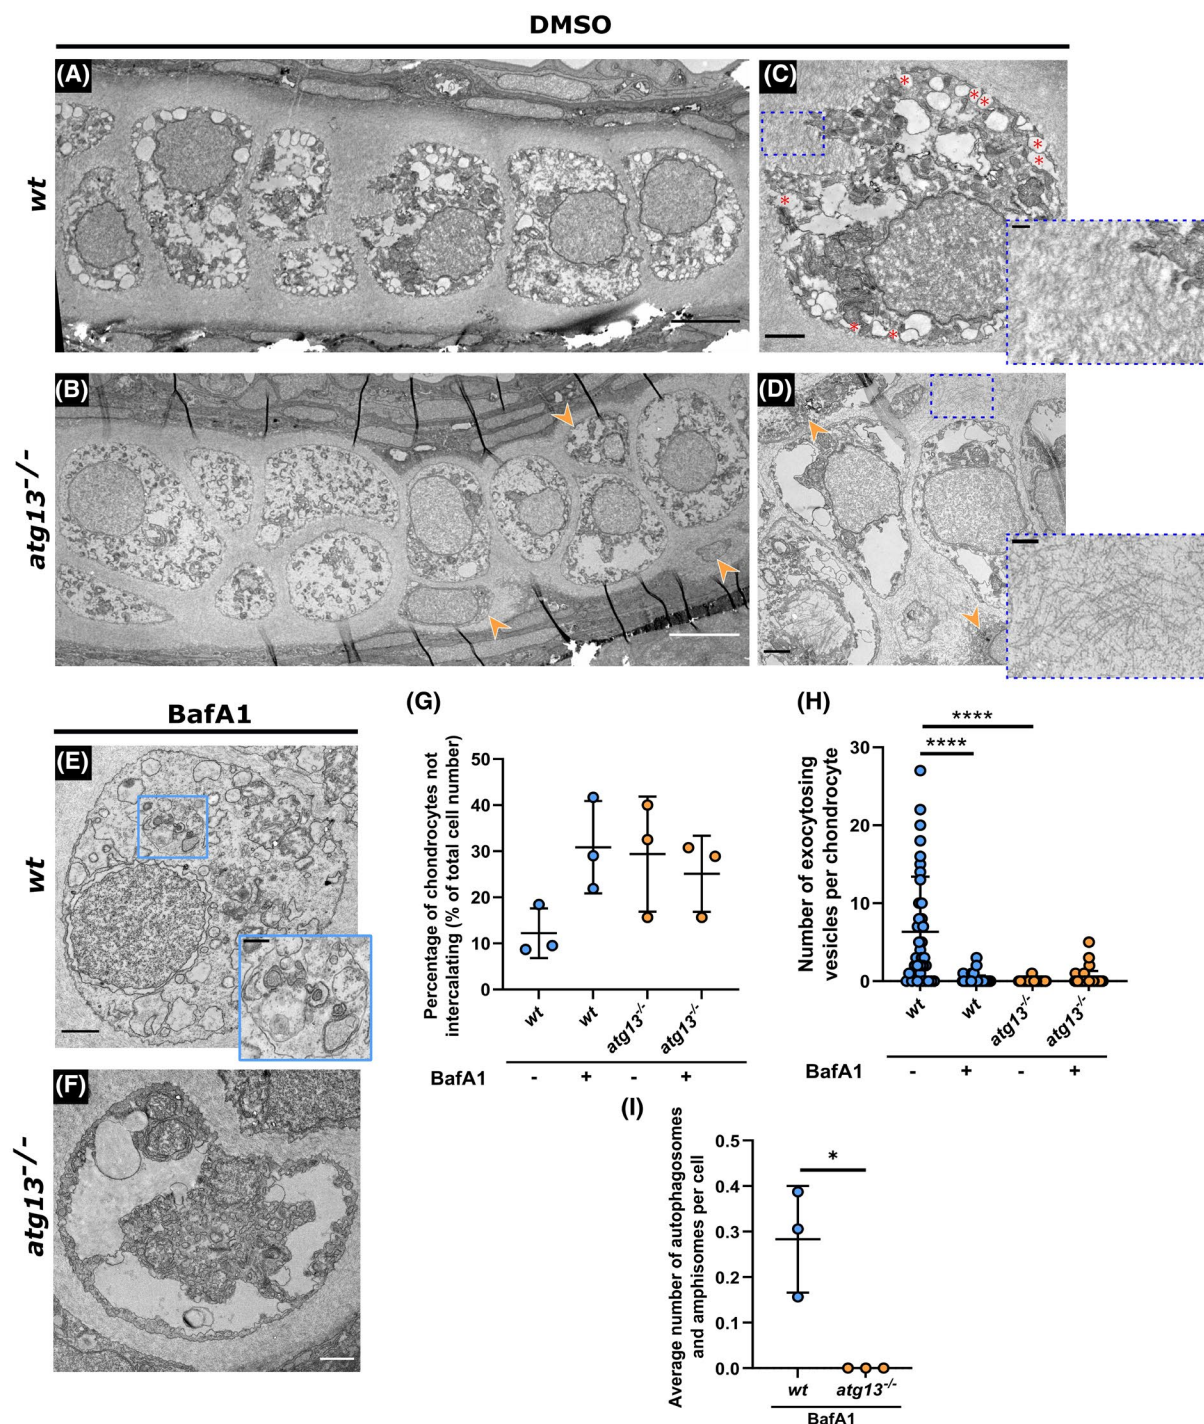 DMSO
(A)
wt
(C)
*
*
*
*
*
*
*
*
(B)
atg13-/-
(D)
BafA1
(E)
wt
(F)
atg13-/-
(G)
Percentage of chondrocytes not
intercalating (% of total cell number)
50
40
30
20
10
0
wt
wt
atg13-/-
atg13-/-
BafA1
-
+
-
+
(H)
Number of exocytosing
vesicles per chondrocyte
30
20
10
0
****
****
wt
wt
atg13-/-
atg13-/-
BafA1
-
+
-
+
(I)
Average number of autophagosomes
and amphisomes per cell
0.5
0.4
0.3
0.2
0.1
0.0
*
wt
atg13-/-
BafA1